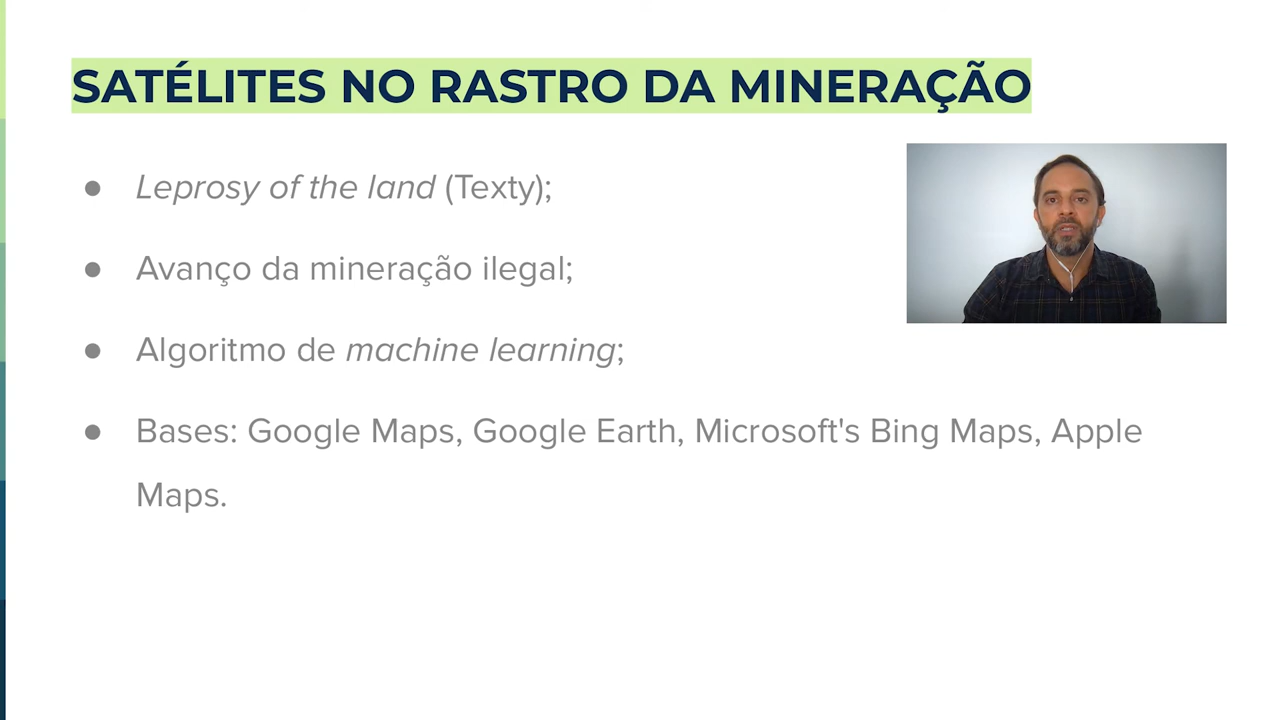 SATÉLITES NO RASTRO DA MINERAÇÃO
● Leprosy of the land (Texty);
● Avanço da mineração ilegal;
● Algoritmo de machine learning;
● Bases: Google Maps, Google Earth, Microsoft's Bing Maps, Apple
Maps.